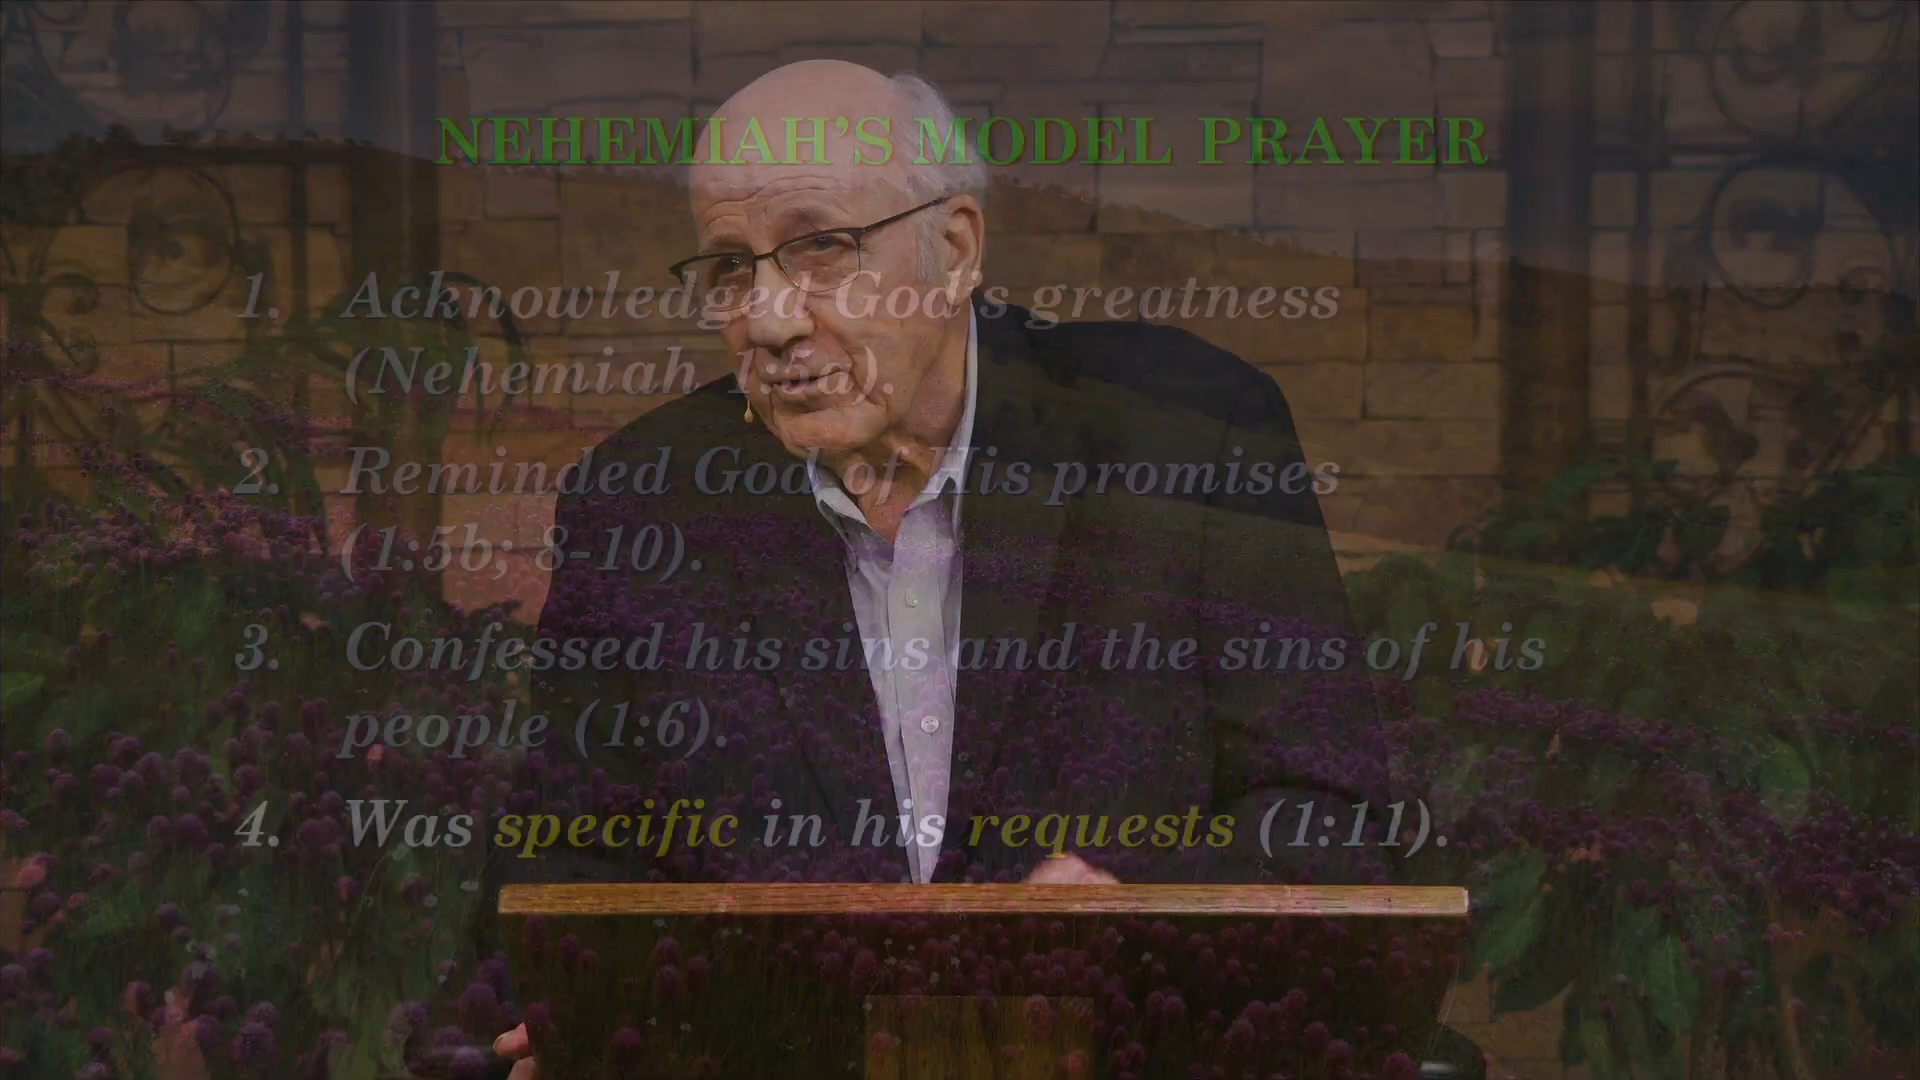 NEHEMIAH'S MODEL PRAYER
1. Acknowledged God's greatness
(Nehemiah 1:5a).
2. Reminded God of His promises
(1:5b; 8-10).
3. Confessed his sins and the sins of his
people (1:6).
4. Was specific in his requests (1:11).